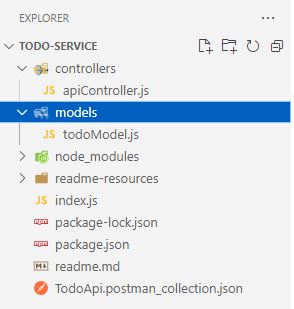 EXPLORER
TODO-SERVICE
controllers
JS apiController.js
models
JS todoModel.js
node_modules
readme-resources
JS index.js
package-lock.json
package.json
readme.md
TodoApi.postman_collection.json